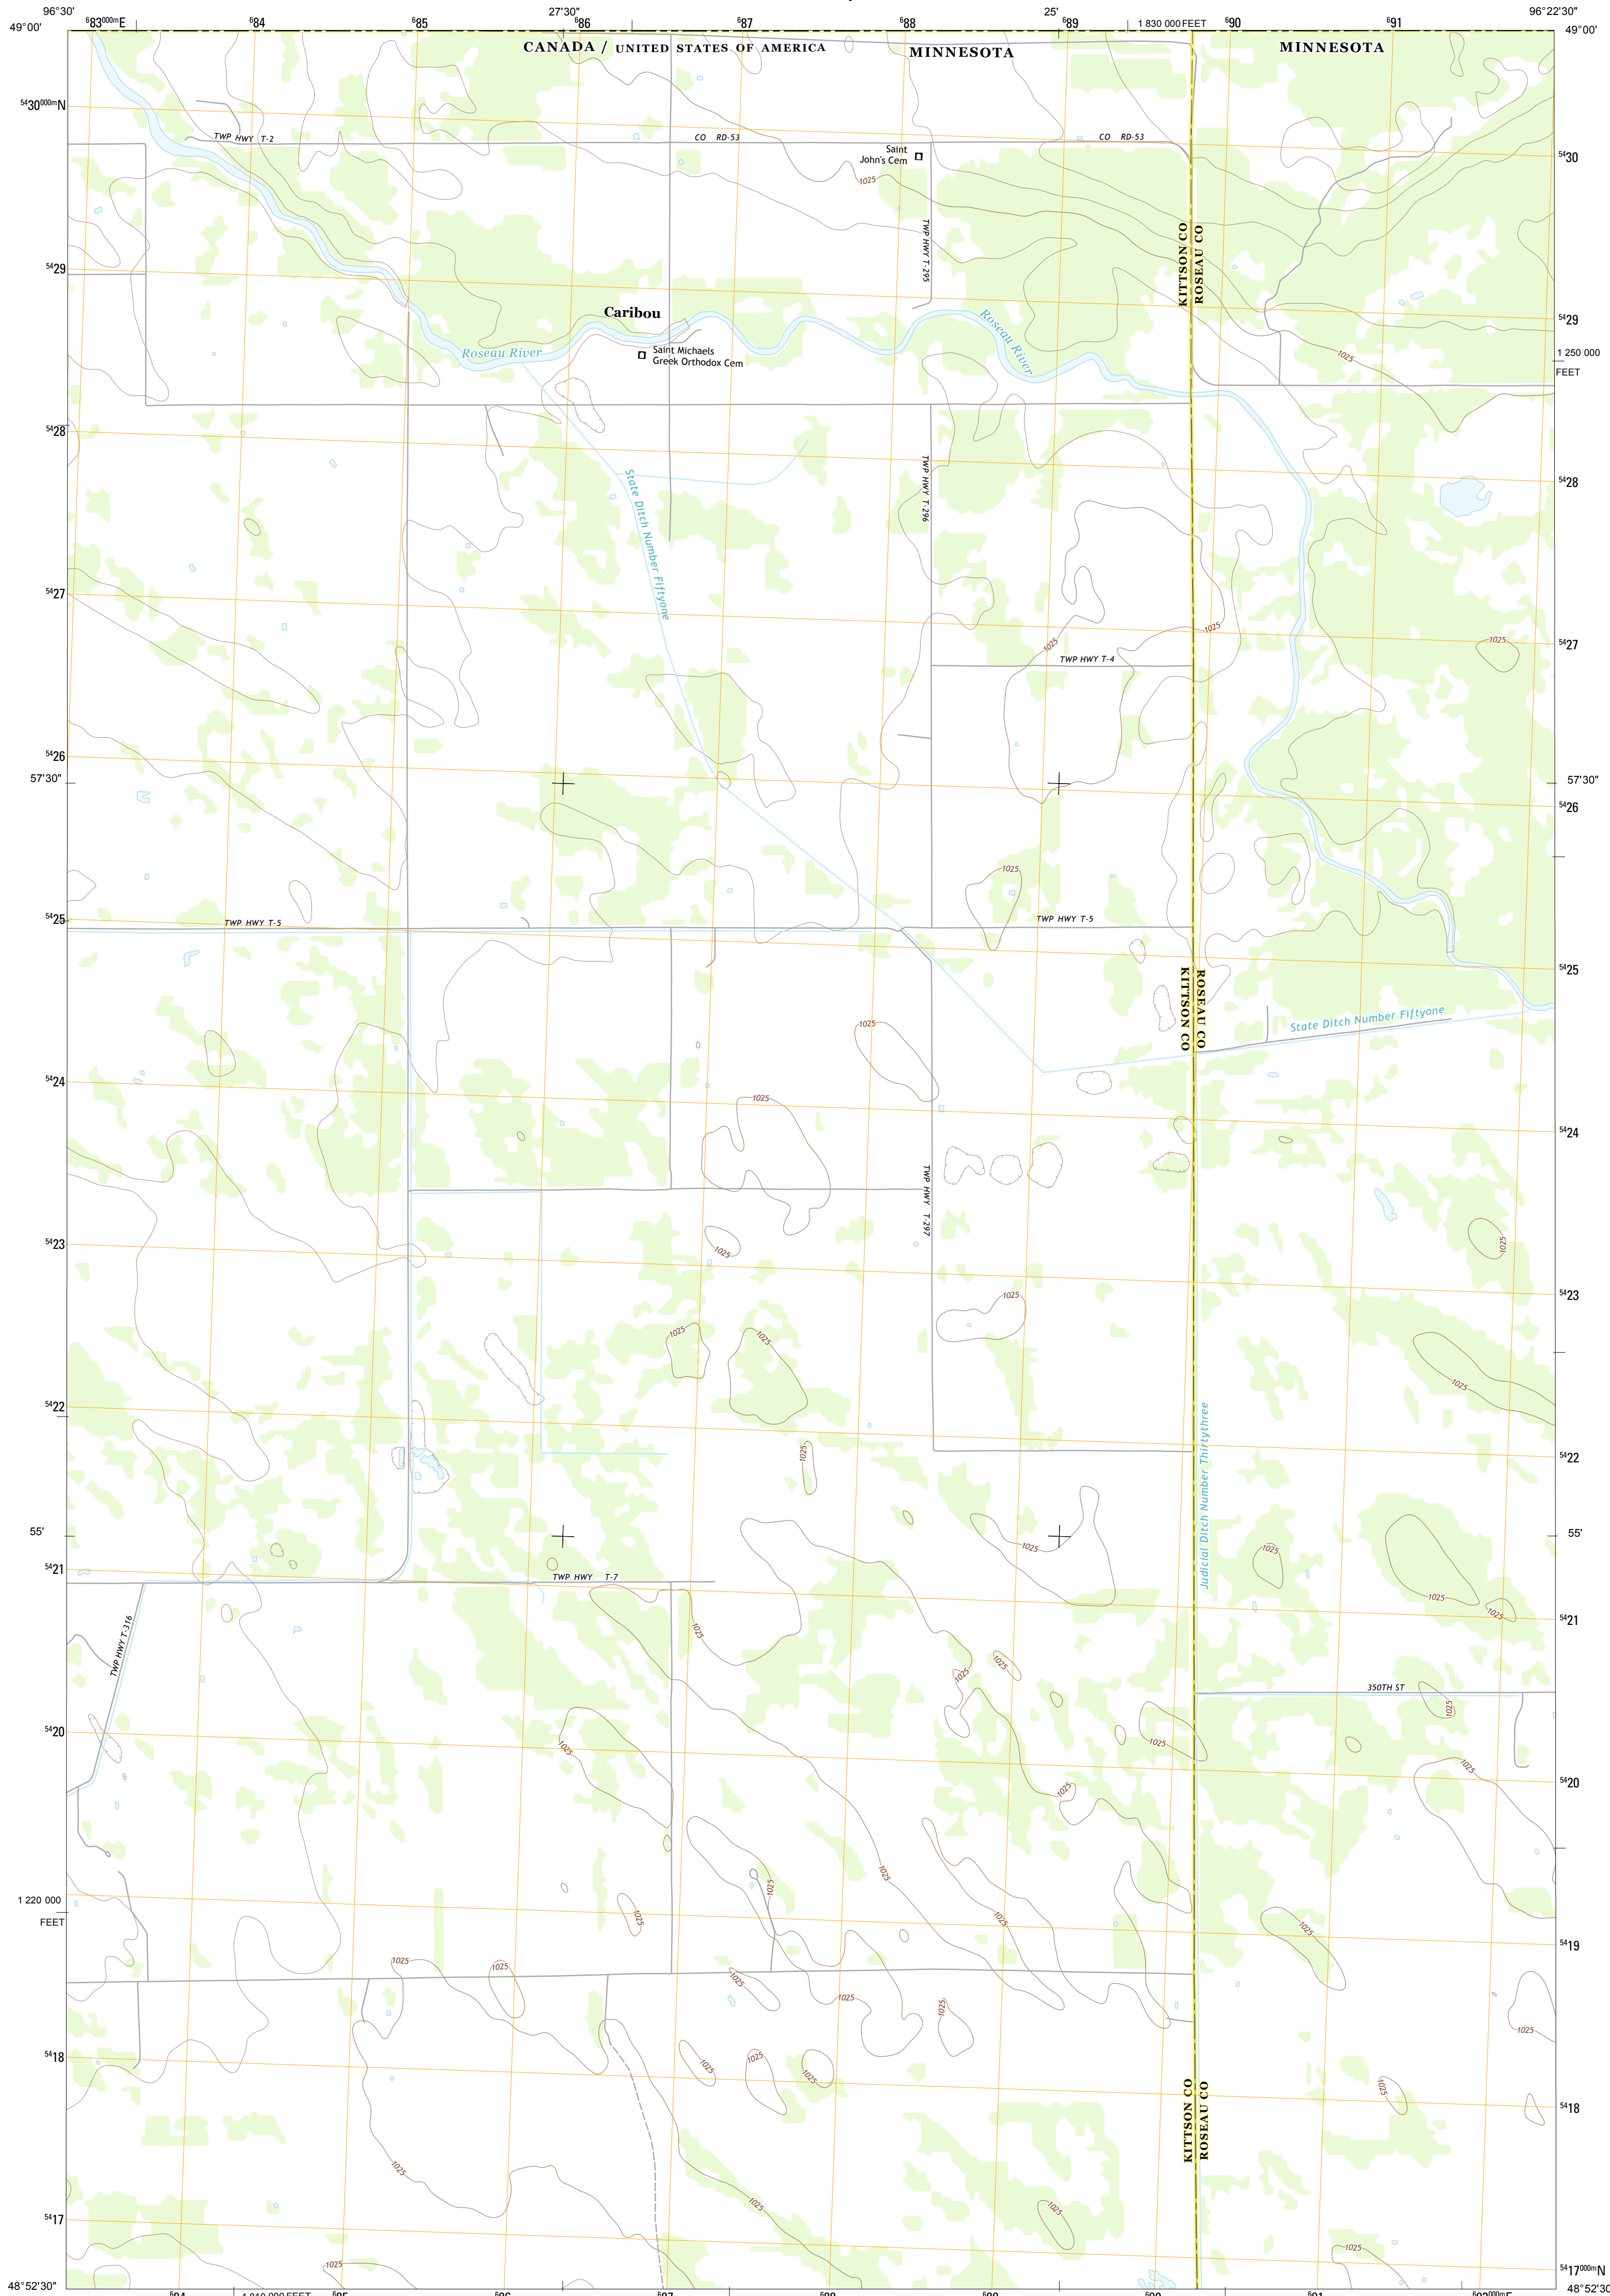 96°30' 27'30" 25' 96°22'30"
⁶83⁰⁰⁰ᵐE ⁶84 ⁶85 ⁶86 ⁶87 ⁶88 ⁶89 1 830 000 FEET ⁶90 ⁶91
49°00' 49°00'
CANADA / UNITED STATES OF AMERICA MINNESOTA MINNESOTA
⁵⁴30⁰⁰⁰ᵐN
TWP HWY T-2 CO RD-53 CO RD-53
Saint
John's Cem
⁵⁴30
1025
TWP HWY T-295
KITTSON CO
ROSEAU CO
⁵⁴29
Caribou
Roseau River
⁵⁴29
Roseau River
Saint Michaels
Greek Orthodox Cem
1025
1 250 000
FEET
⁵⁴28
TWP HWY T-296
State Ditch Number Fiftyone
⁵⁴28
⁵⁴27
1025
1025
1025
⁵⁴27
TWP HWY T-4
⁵⁴26
57'30" 57'30"
⁵⁴26
1025
⁵⁴25
TWP HWY T-5 TWP HWY T-5
⁵⁴25
KITTSON CO
ROSEAU CO
State Ditch Number Fiftyone
1025
⁵⁴24
1025
⁵⁴24
TWP HWY T-297
⁵⁴23
1025
1025
⁵⁴23
1025
1025
1025
1025
⁵⁴22
Judicial Ditch Number Thirtythree
1025
⁵⁴22
55' 55'
1025
1025
⁵⁴21
TWP HWY T-7
1025
1025
⁵⁴21
TWP HWY T-316
1025
1025
1025
350TH ST
1025
⁵⁴20
1025
1025
1025
⁵⁴20
1025
1025
1025
1 220 000
FEET
1025
1025
1025
⁵⁴19
1025
1025
1025
1025
1025
1025
⁵⁴18
1025
1025
1025
KITTSON CO
ROSEAU CO
1025
⁵⁴18
1025
1025
1025
⁵⁴17
1025
1025
⁵⁴17⁰⁰⁰ᵐN
48°52'30" 48°52'30"